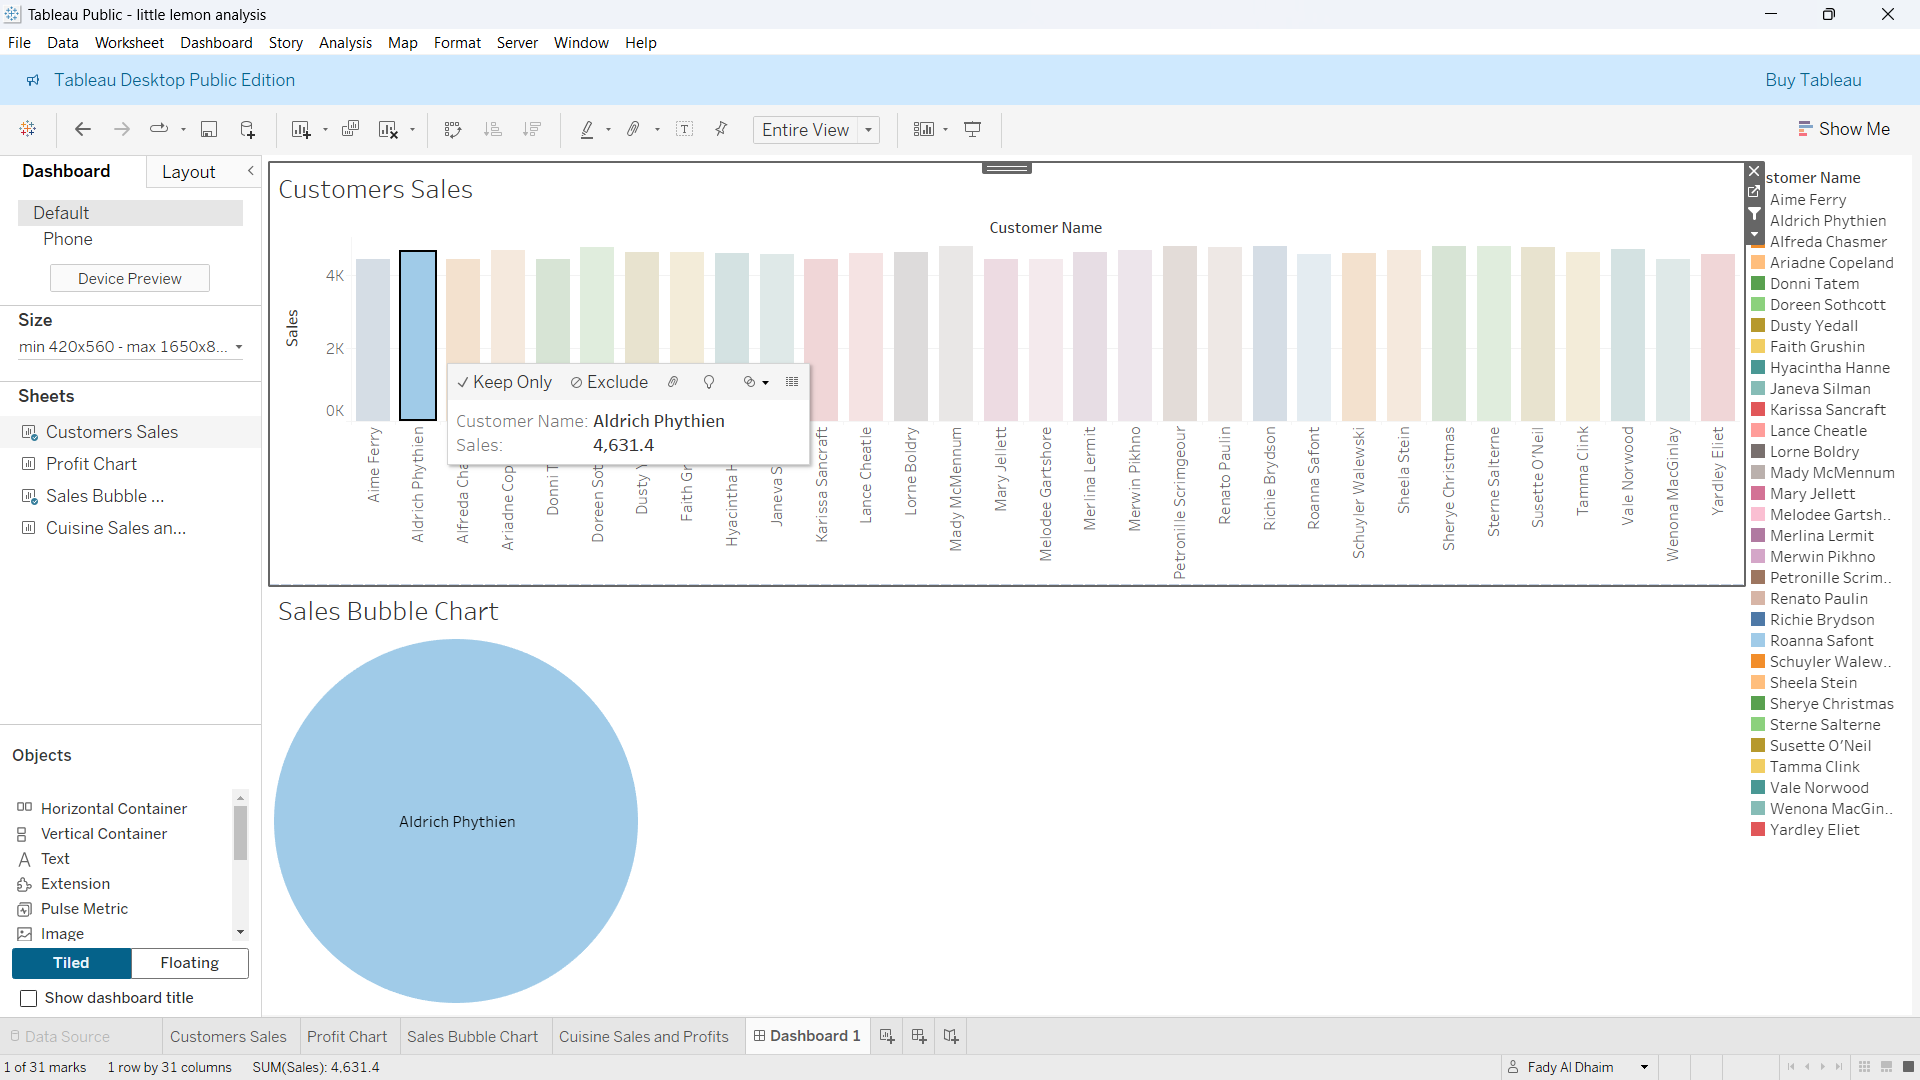 Tableau Public - little lemon analysis
File Data Worksheet Dashboard Story Analysis Map Format Server Window Help
Tableau Desktop Public Edition
Buy Tableau
Entire View
Show Me
Dashboard
Layout
Default
Phone
Device Preview
Size
min 420x560 - max 1650x8...
Sheets
Customers Sales
Profit Chart
Sales Bubble ...
Cuisine Sales an...
Objects
Horizontal Container
Vertical Container
Text
Extension
Pulse Metric
Image
Tiled
Floating
Show dashboard title
Customers Sales
Customer Name
Sales
4K
2K
0K
Keep Only
Exclude
Customer Name: Aldrich Phythien
Sales: 4,631.4
Aime Ferry
Aldrich Phythien
Alfreda Cha
Ariadne Cop
Donni T
Doreen Sot
Dusty Y
Faith Gr
Hyacintha H
Janeva S
Karissa Sancraft
Lance Cheatle
Lorne Boldry
Mady McMennum
Mary Jellett
Melodee Gartshore
Merlina Lermit
Merwin Pikhno
Petronille Scrimgeour
Renato Paulin
Richie Brydson
Roanna Safont
Schuyler Walewski
Sheela Stein
Sherye Christmas
Sterne Salterne
Susette O'Neil
Tamma Clink
Vale Norwood
Wenona MacGinlay
Yardley Eliet
stomer Name
Aime Ferry
Aldrich Phythien
Alfreda Chasmer
Ariadne Copeland
Donni Tatem
Doreen Sothcott
Dusty Yedall
Faith Grushin
Hyacintha Hanne
Janeva Silman
Karissa Sancraft
Lance Cheatle
Lorne Boldry
Mady McMennum
Mary Jellett
Melodee Gartsh..
Merlina Lermit
Merwin Pikhno
Petronille Scrim..
Renato Paulin
Richie Brydson
Roanna Safont
Schuyler Walew..
Sheela Stein
Sherye Christmas
Sterne Salterne
Susette O'Neil
Tamma Clink
Vale Norwood
Wenona MacGin..
Yardley Eliet
Sales Bubble Chart
Aldrich Phythien
Data Source
Customers Sales
Profit Chart
Sales Bubble Chart
Cuisine Sales and Profits
Dashboard 1
1 of 31 marks
1 row by 31 columns
SUM(Sales): 4,631.4
Fady Al Dhaim